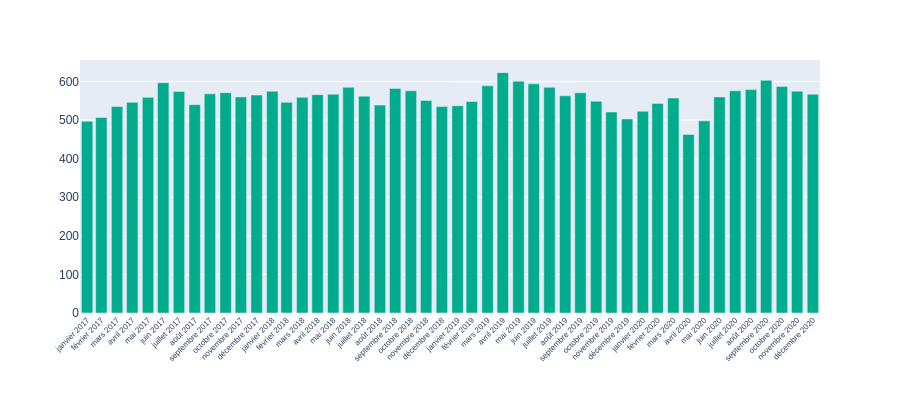 600
500
400
300
200
100
0
janvier 2017
février 2017
mars 2017
avril 2017
mai 2017
juin 2017
juillet 2017
août 2017
septembre 2017
octobre 2017
novembre 2017
décembre 2017
janvier 2018
février 2018
mars 2018
avril 2018
mai 2018
juin 2018
juillet 2018
août 2018
septembre 2018
octobre 2018
novembre 2018
décembre 2018
janvier 2019
février 2019
mars 2019
avril 2019
mai 2019
juin 2019
juillet 2019
août 2019
septembre 2019
octobre 2019
novembre 2019
décembre 2019
janvier 2020
février 2020
mars 2020
avril 2020
mai 2020
juin 2020
juillet 2020
août 2020
septembre 2020
octobre 2020
novembre 2020
décembre 2020